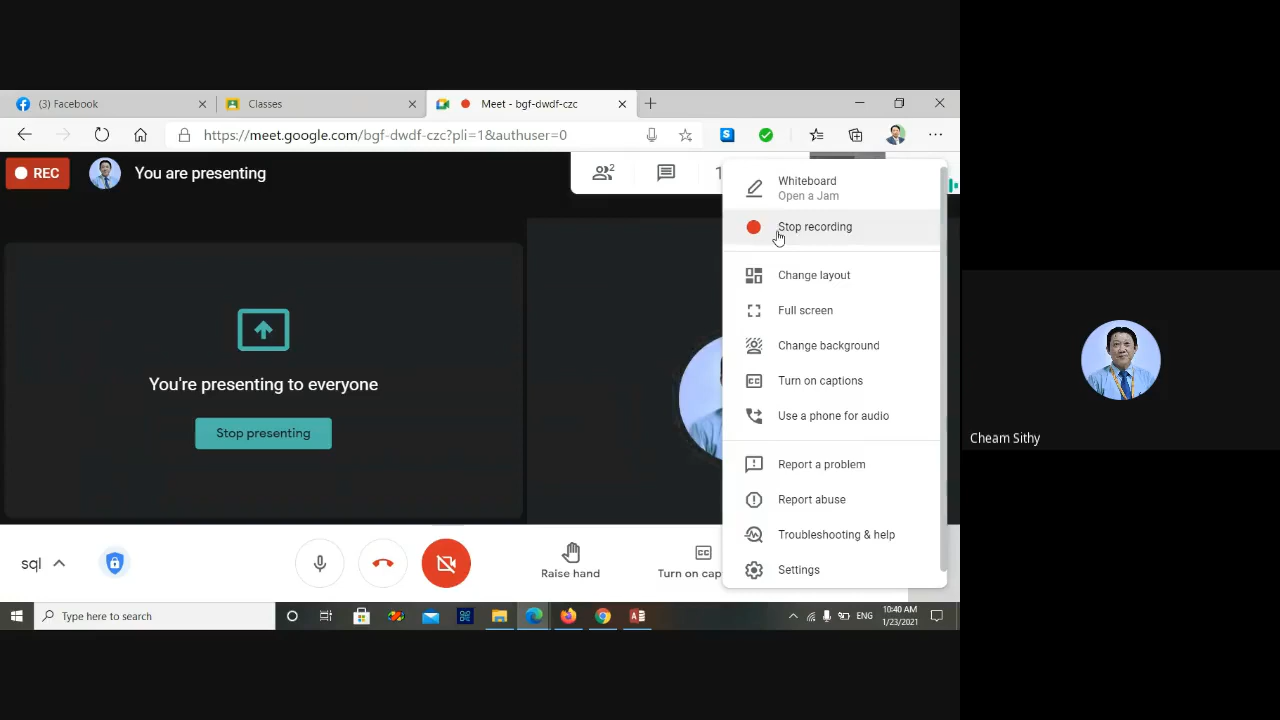 (3) Facebook
Classes
Meet - bgf-dwdf-czc
https://meet.google.com/bgf-dwdf-czc?pli=1&authuser=0
REC
You are presenting
2
Whiteboard
Open a Jam
Stop recording
Change layout
Full screen
Change background
Turn on captions
Use a phone for audio
Report a problem
Report abuse
Troubleshooting & help
Settings
You're presenting to everyone
Stop presenting
Cheam Sithy
sql
Raise hand
Turn on cap
Type here to search
ENG
10:40 AM
1/23/2021